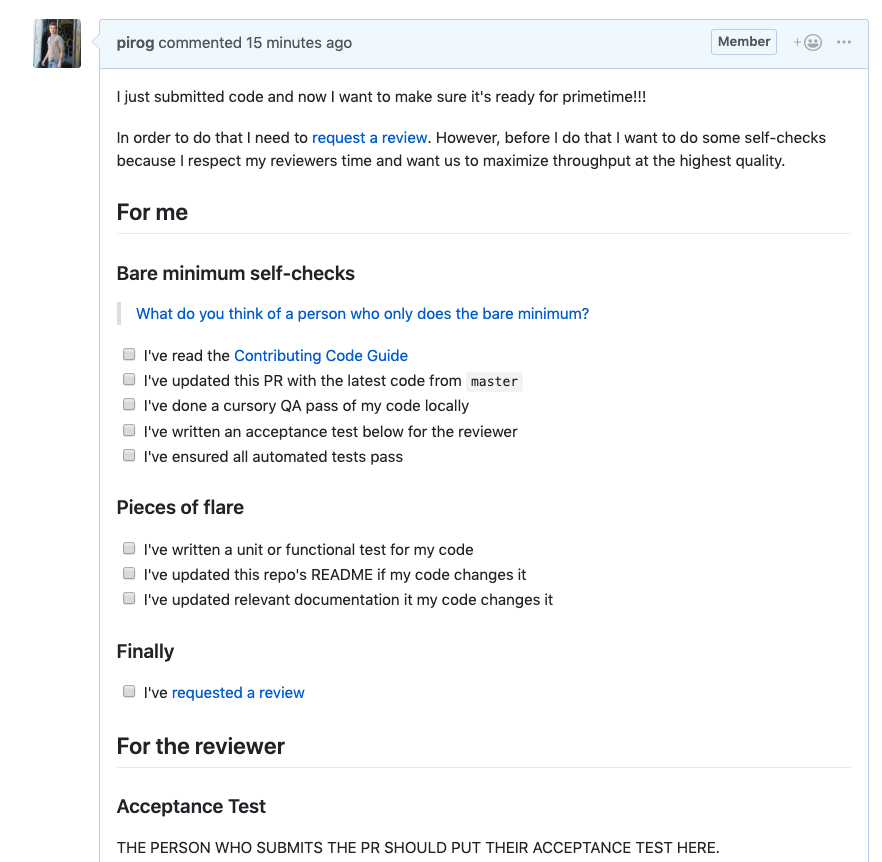 pirog commented 15 minutes ago
Member
I just submitted code and now I want to make sure it's ready for primetime!!!
In order to do that I need to request a review. However, before I do that I want to do some self-checks
because I respect my reviewers time and want us to maximize throughput at the highest quality.
For me
Bare minimum self-checks
What do you think of a person who only does the bare minimum?
I've read the Contributing Code Guide
I've updated this PR with the latest code from master
I've done a cursory QA pass of my code locally
I've written an acceptance test below for the reviewer
I've ensured all automated tests pass
Pieces of flare
I've written a unit or functional test for my code
I've updated this repo's README if my code changes it
I've updated relevant documentation it my code changes it
Finally
I've requested a review
For the reviewer
Acceptance Test
THE PERSON WHO SUBMITS THE PR SHOULD PUT THEIR ACCEPTANCE TEST HERE.